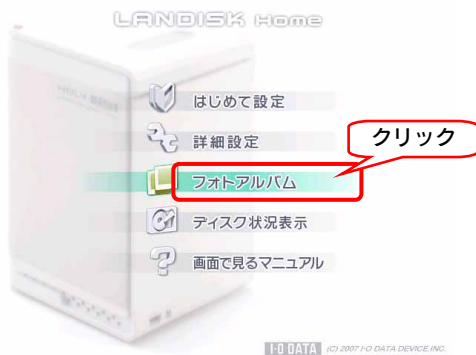 LANDISK Home
はじめて設定
詳細設定
クリック
フォトアルバム
ディスク状況表示
画面で見るマニュアル
I-O DATA (C) 2007 I-O DATA DEVICE,INC.